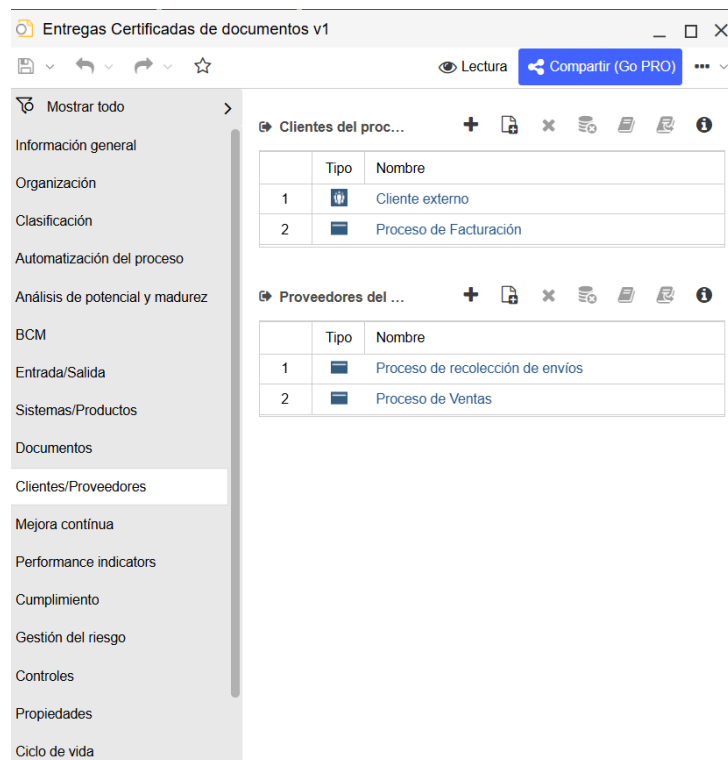 Entregas Certificadas de documentos v1
Lectura
Compartir (Go PRO)
Mostrar todo
Información general
Organización
Clasificación
Automatización del proceso
Análisis de potencial y madurez
BCM
Entrada/Salida
Sistemas/Productos
Documentos
Clientes/Proveedores
Mejora contínua
Performance indicators
Cumplimiento
Gestión del riesgo
Controles
Propiedades
Ciclo de vida
Clientes del proc...
Tipo Nombre
1 Cliente externo
2 Proceso de Facturación
Proveedores del ...
Tipo Nombre
1 Proceso de recolección de envíos
2 Proceso de Ventas